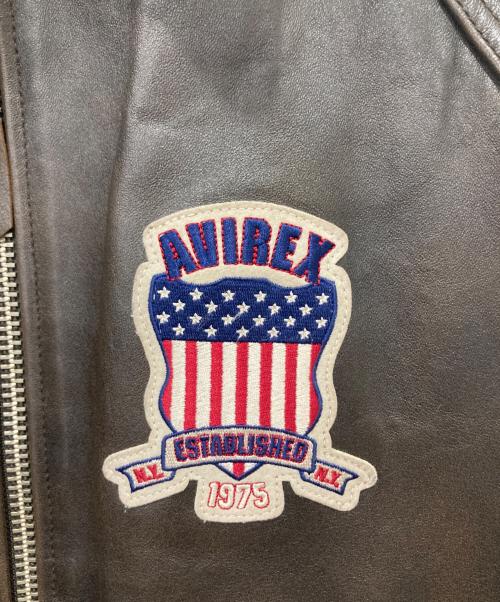 AVIREX
ESTABLISHED
N.Y. N.Y.
1975